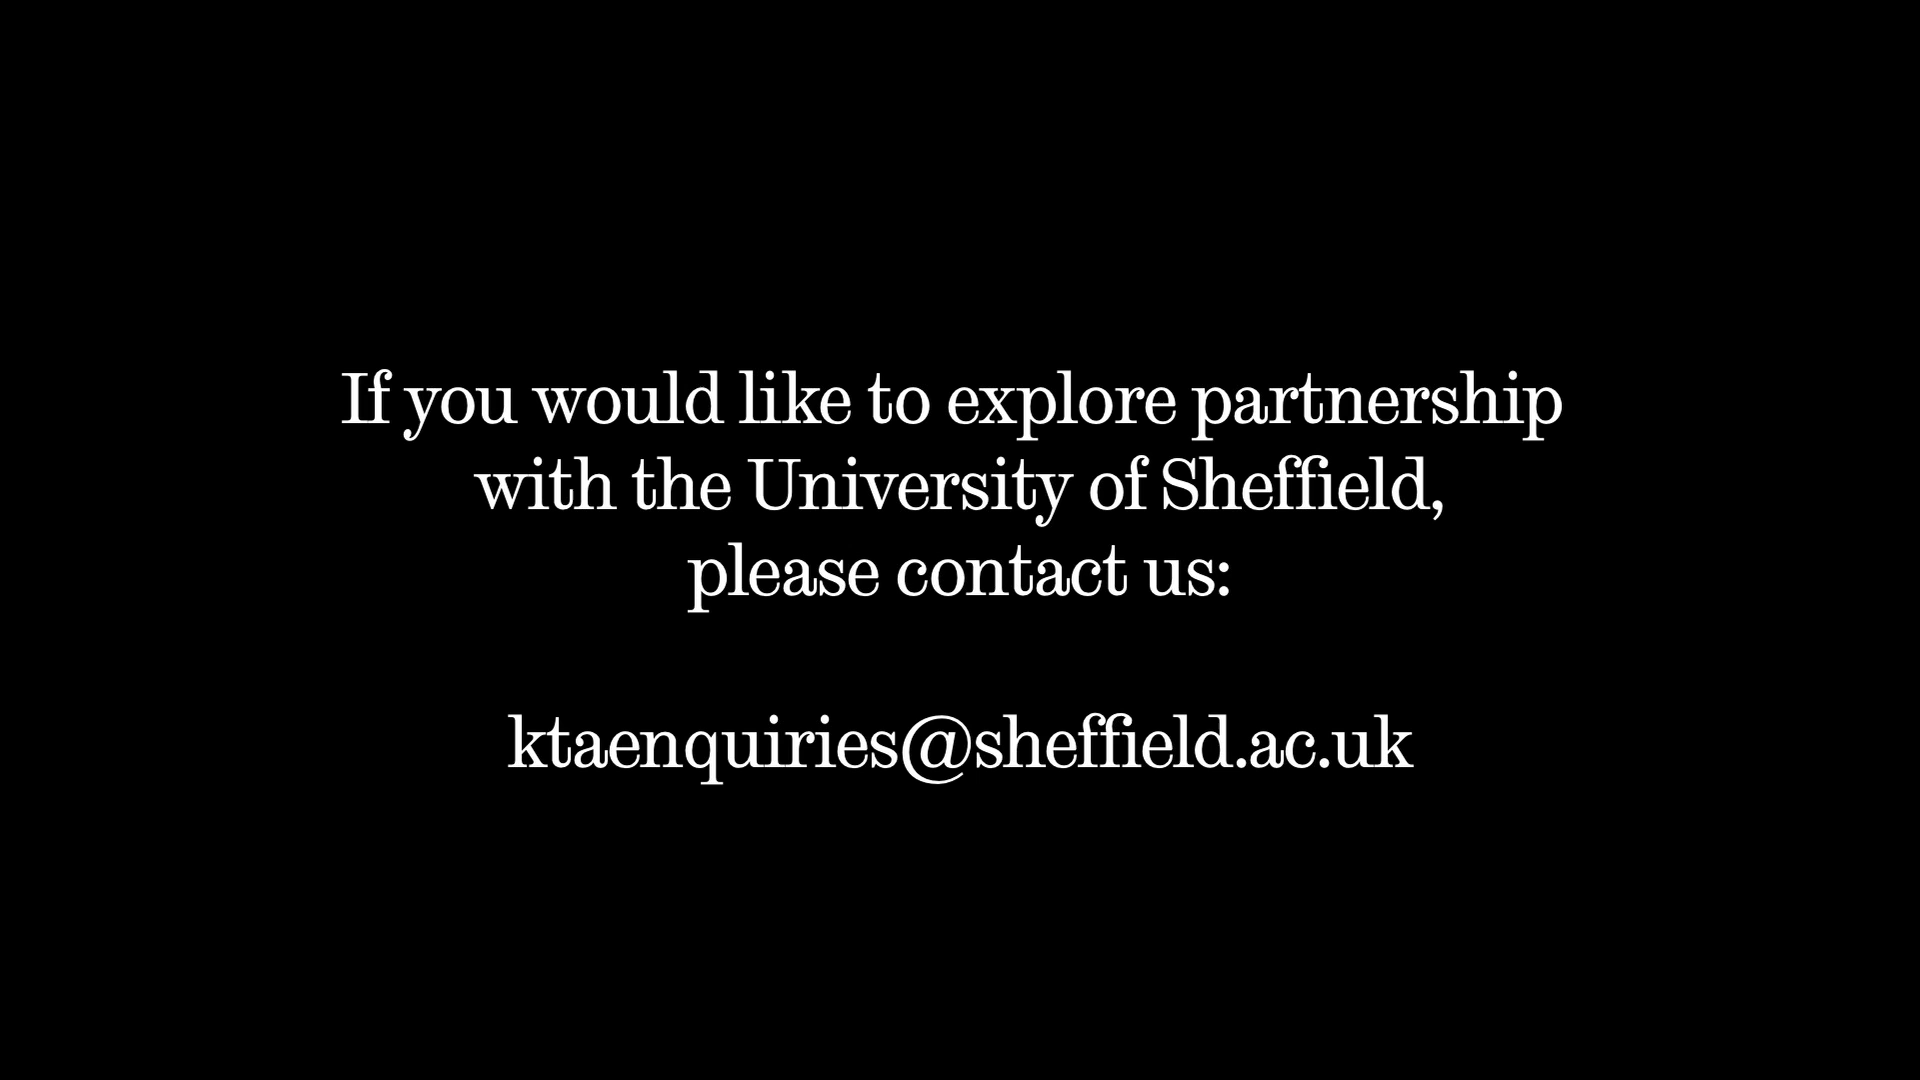 If you would like to explore partnership
with the University of Sheffield,
please contact us:
ktaenquiries@sheffield.ac.uk